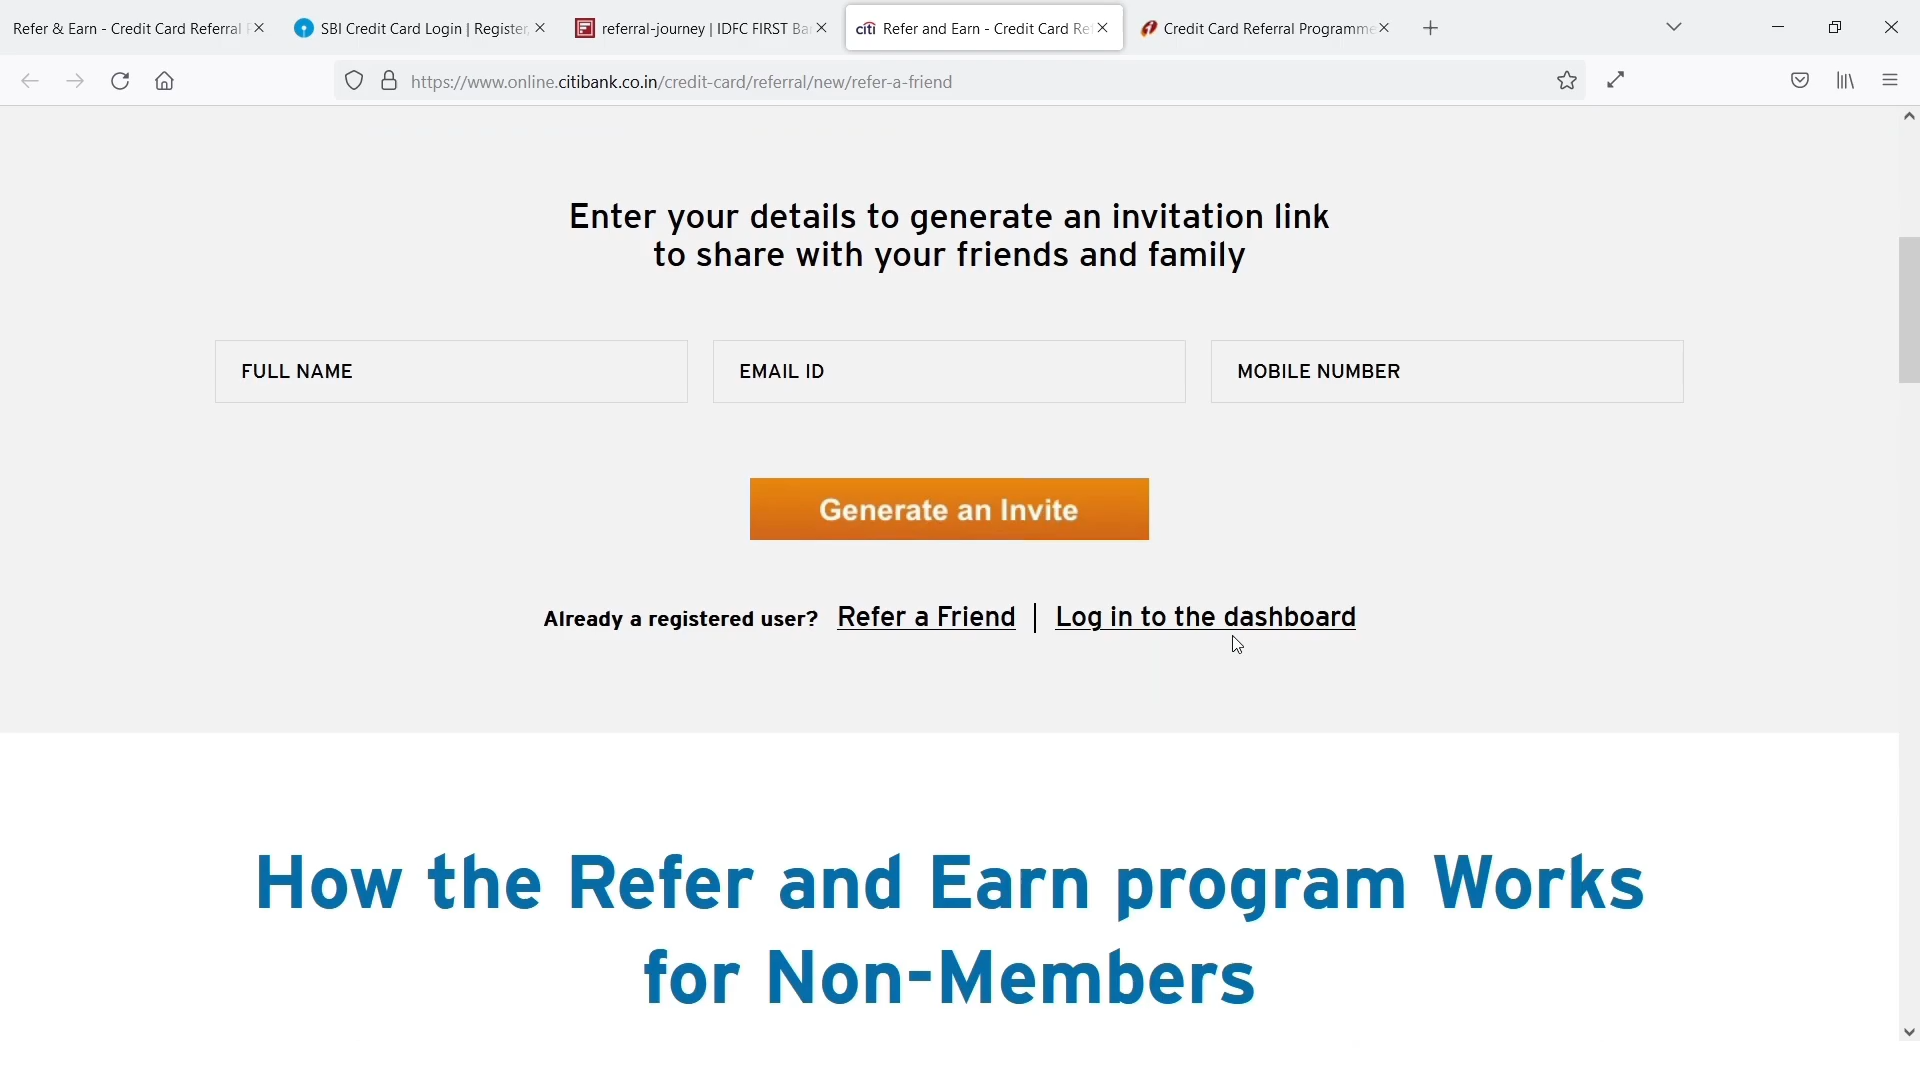 Refer & Earn - Credit Card Referral
SBI Credit Card Login | Register,
referral-journey | IDFC FIRST Ba
citi Refer and Earn - Credit Card Re
Credit Card Referral Programme
https://www.online.citibank.co.in/credit-card/referral/new/refer-a-friend
Enter your details to generate an invitation link
to share with your friends and family
FULL NAME
EMAIL ID
MOBILE NUMBER
Generate an Invite
Already a registered user? Refer a Friend | Log in to the dashboard
How the Refer and Earn program Works
for Non-Members